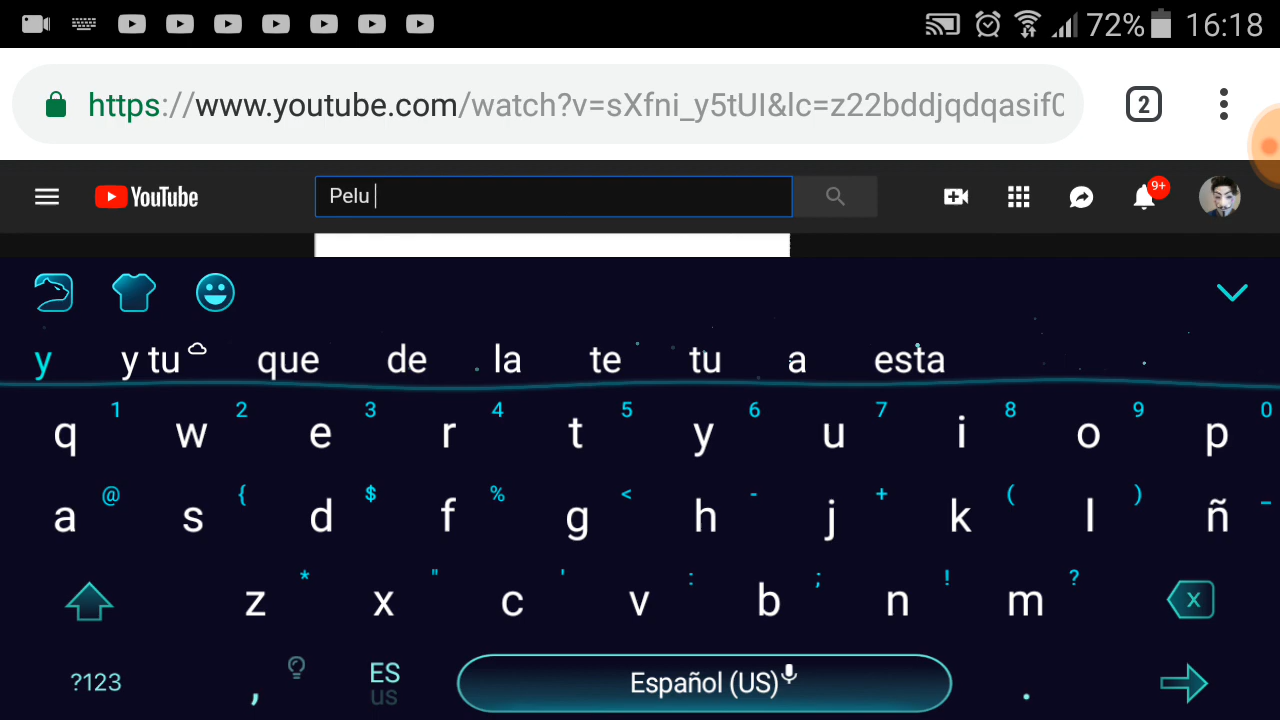 72% 16:18
https://www.youtube.com/watch?v=sXfni_y5tUI&lc=z22bddjqdqasif0
2
YouTube
Pelu
9+
y y tu que de la te tu a esta
1 2 3 4 5 6 7 8 9 0
q w e r t y u i o p
@ { $ % < - + ( ) _
a s d f g h j k l ñ
* " ' : ; ! ?
z x c v b n m x
?123 , ES Español (US) .
US